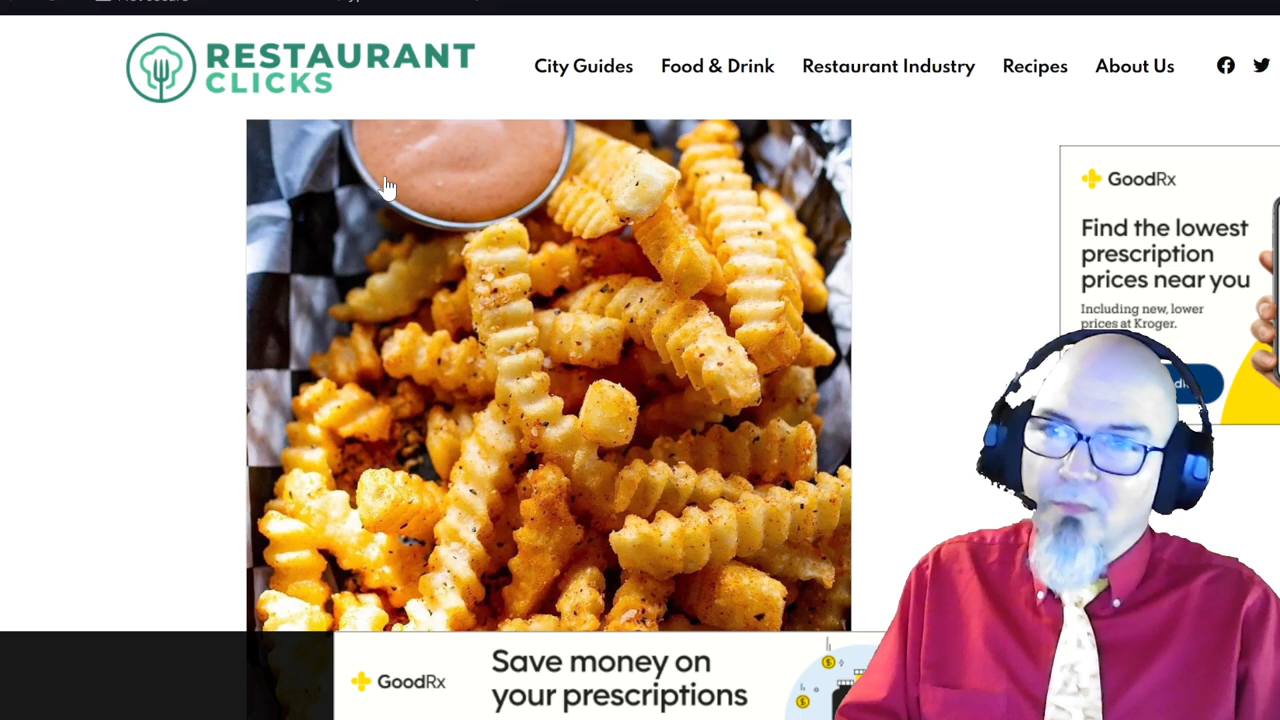 RESTAURANT
CLICKS
City Guides
Food & Drink
Restaurant Industry
Recipes
About Us
GoodRx
Find the lowest
prescription
prices near you
Including new, lower
prices at Kroger.
GoodRx
Save money on
your prescriptions